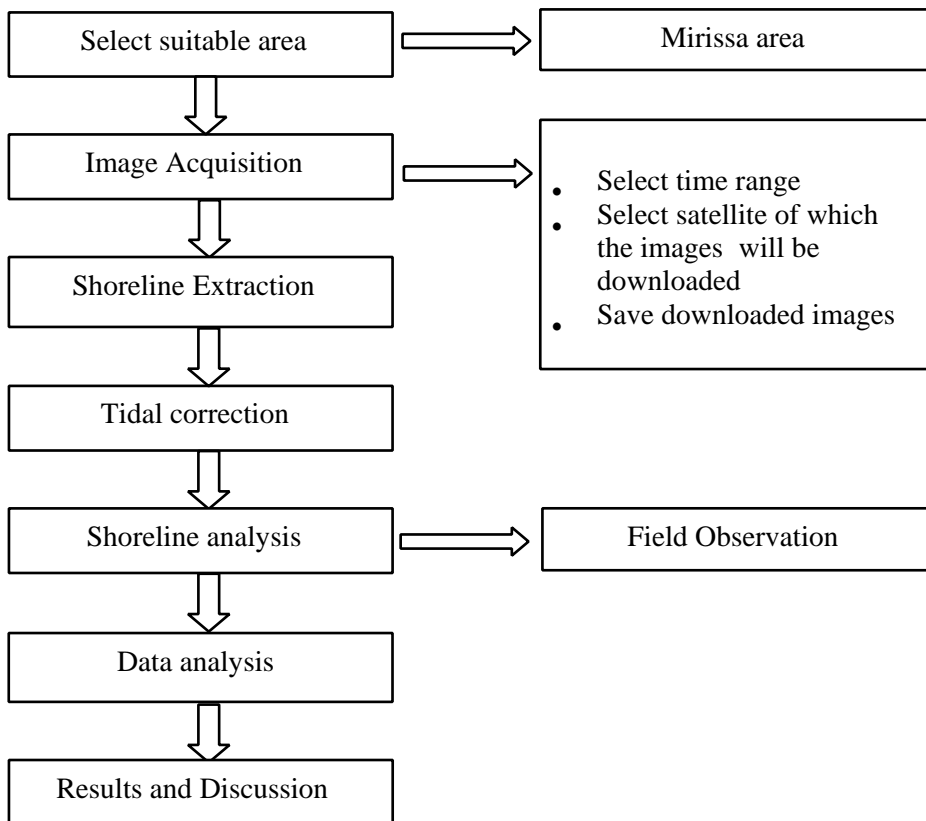 Select suitable area
Mirissa area
Image Acquisition
• Select time range
• Select satellite of which
the images will be
downloaded
• Save downloaded images
Shoreline Extraction
Tidal correction
Shoreline analysis
Field Observation
Data analysis
Results and Discussion